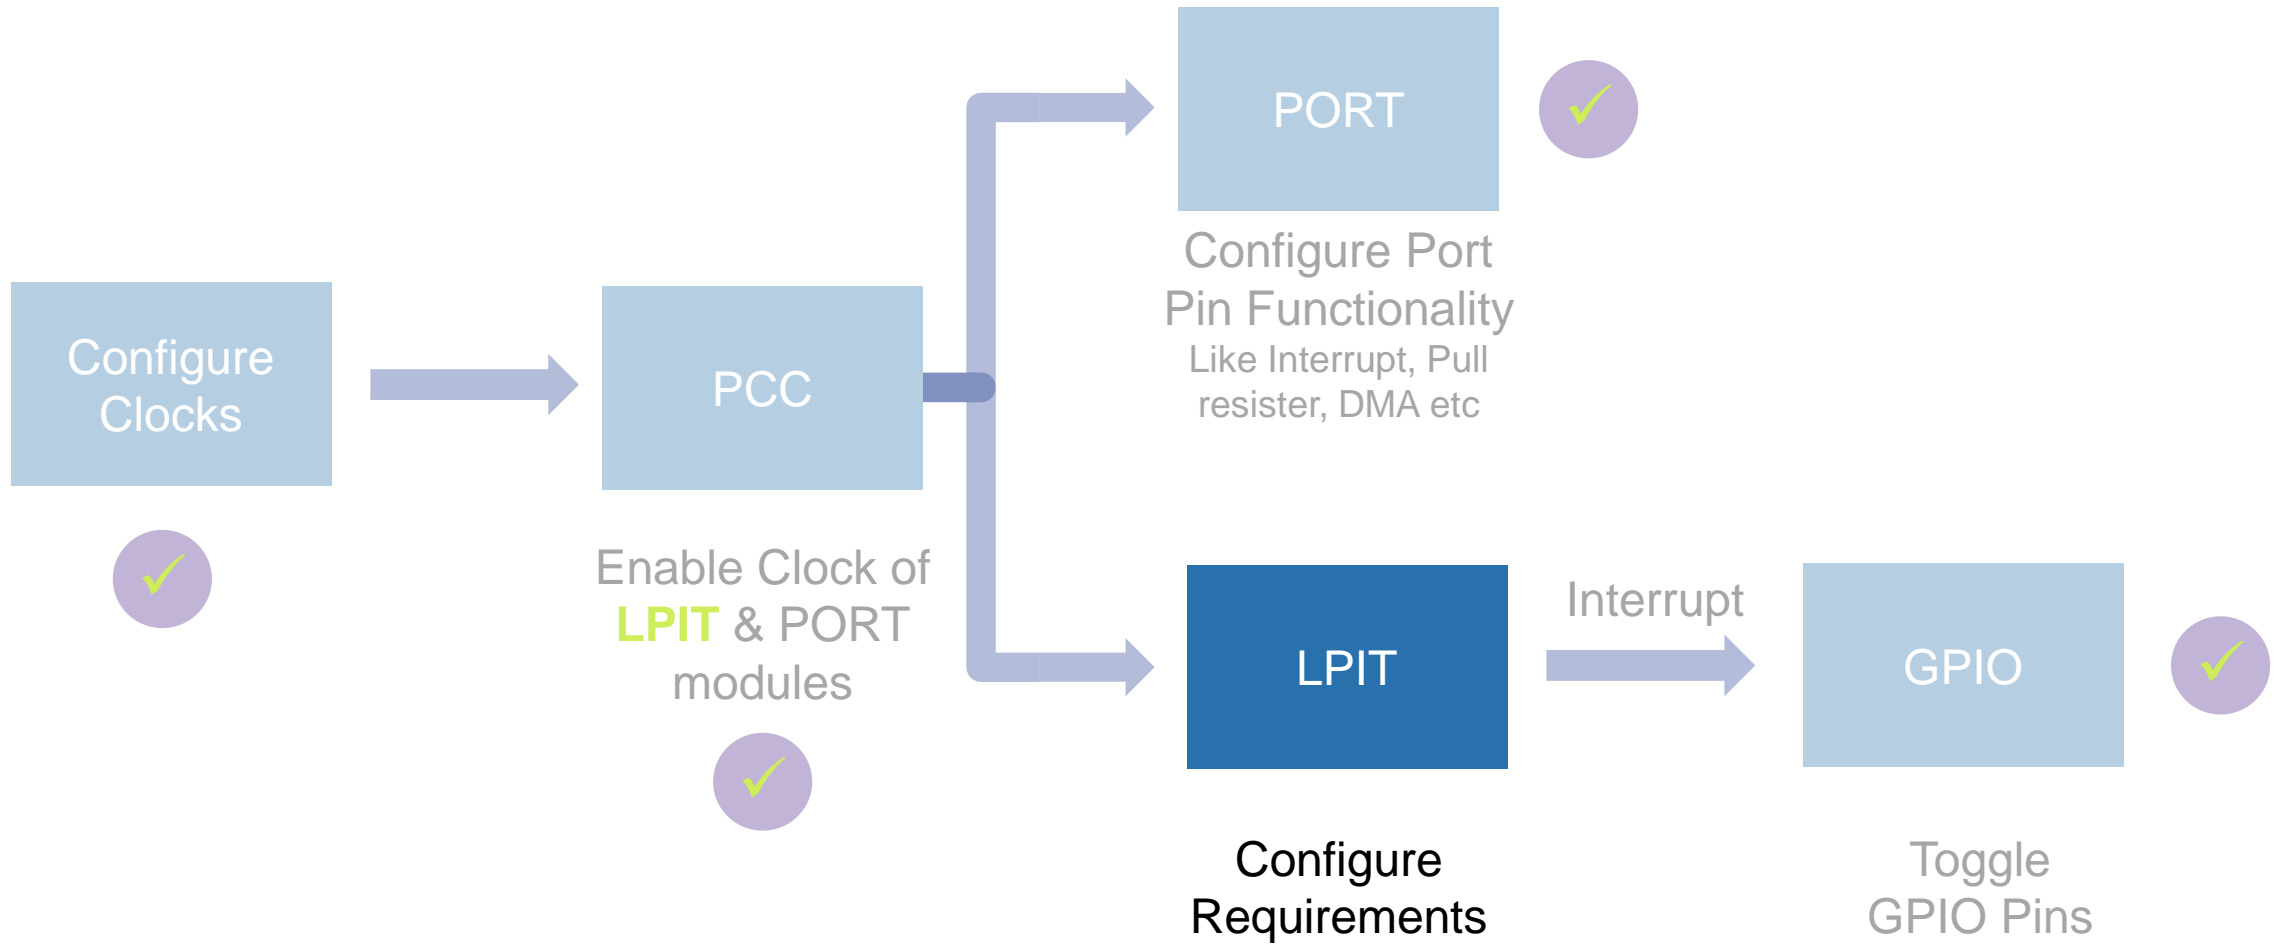 Configure
Clocks
PCC
Enable Clock of
LPIT & PORT
modules
PORT
Configure Port
Pin Functionality
Like Interrupt, Pull
resister, DMA etc
LPIT
Configure
Requirements
Interrupt
GPIO
Toggle
GPIO Pins